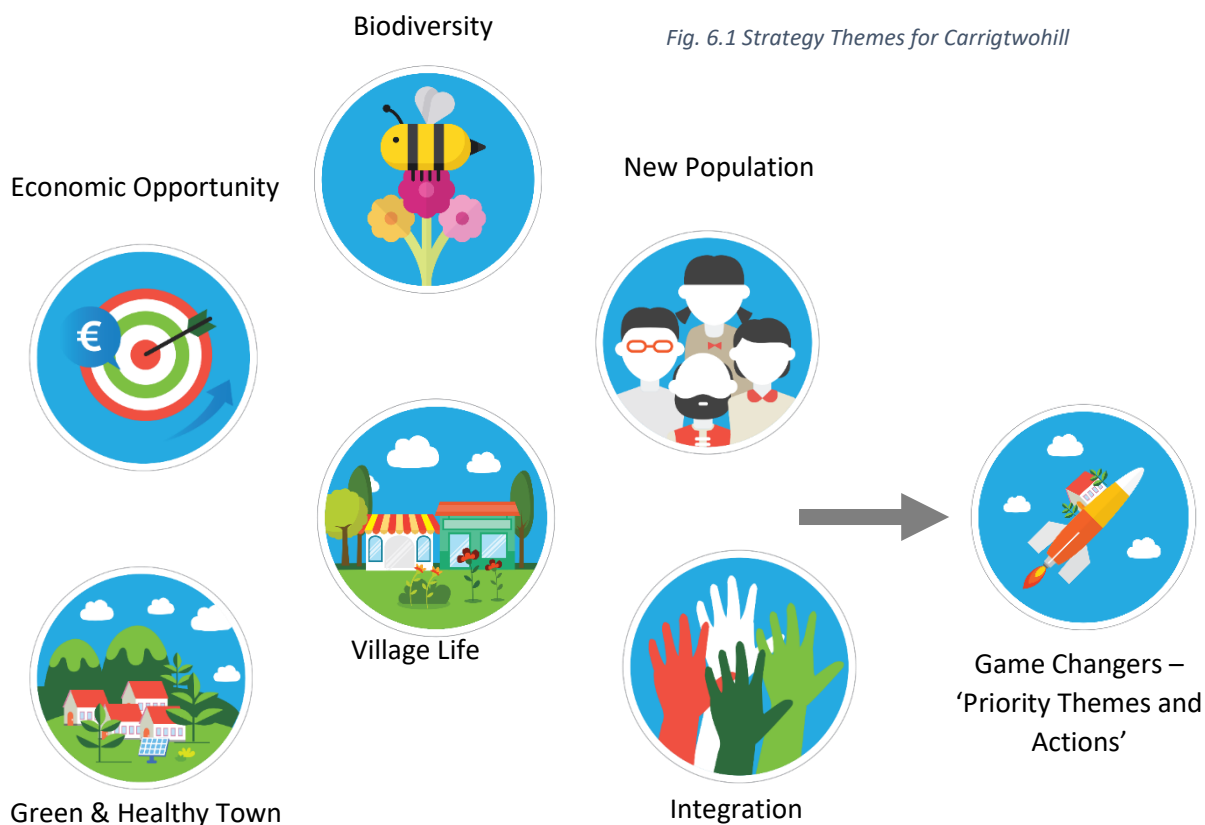 Biodiversity
Fig. 6.1 Strategy Themes for Carrigtwohill
New Population
Economic Opportunity
€
Village Life
Game Changers –
‘Priority Themes and
Actions’
Green & Healthy Town
Integration